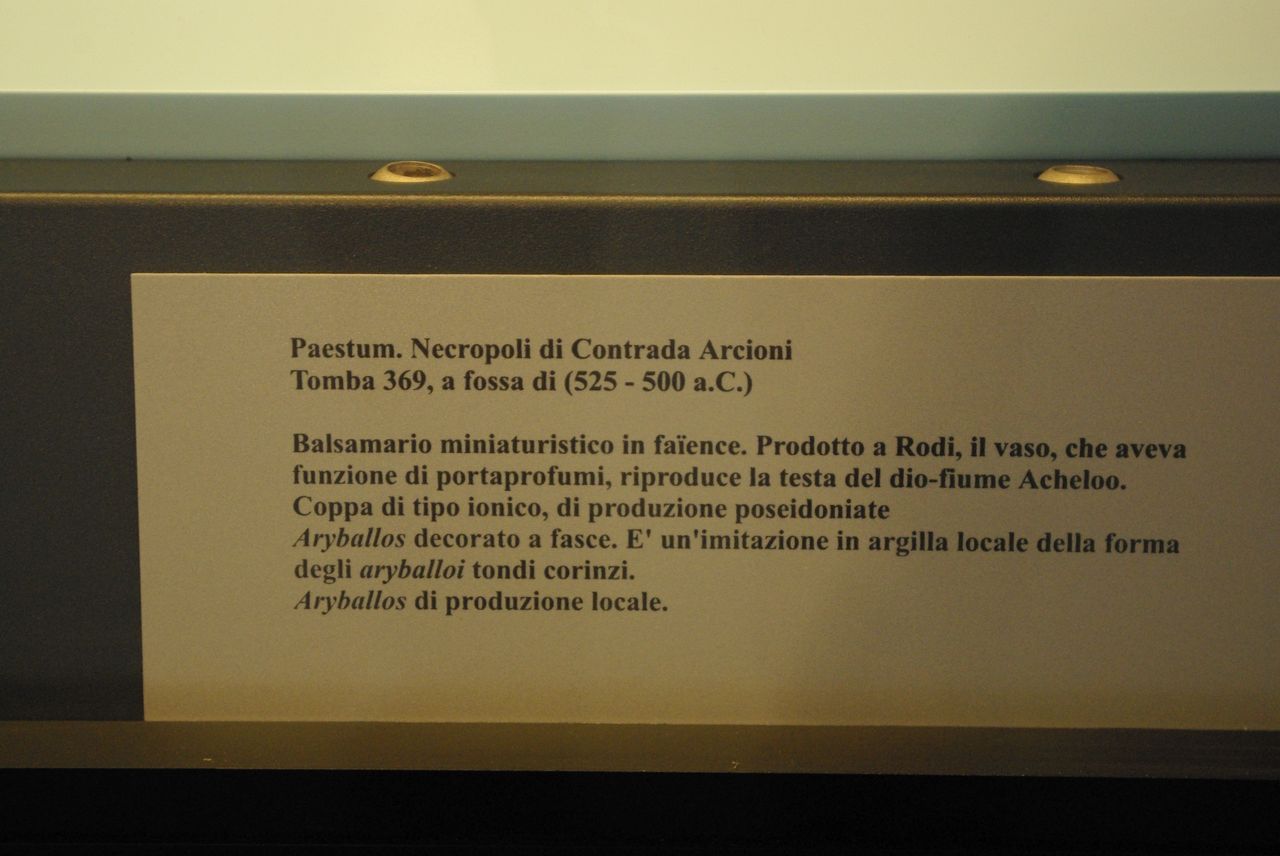 Paestum. Necropoli di Contrada Arcioni
Tomba 369, a fossa di (525 - 500 a.C.)
Balsamario miniaturistico in faïence. Prodotto a Rodi, il vaso, che aveva
funzione di portaprofumi, riproduce la testa del dio-fiume Acheloo.
Coppa di tipo ionico, di produzione poseidoniate
Aryballos decorato a fasce. E' un'imitazione in argilla locale della forma
degli aryballoi tondi corinzi.
Aryballos di produzione locale.